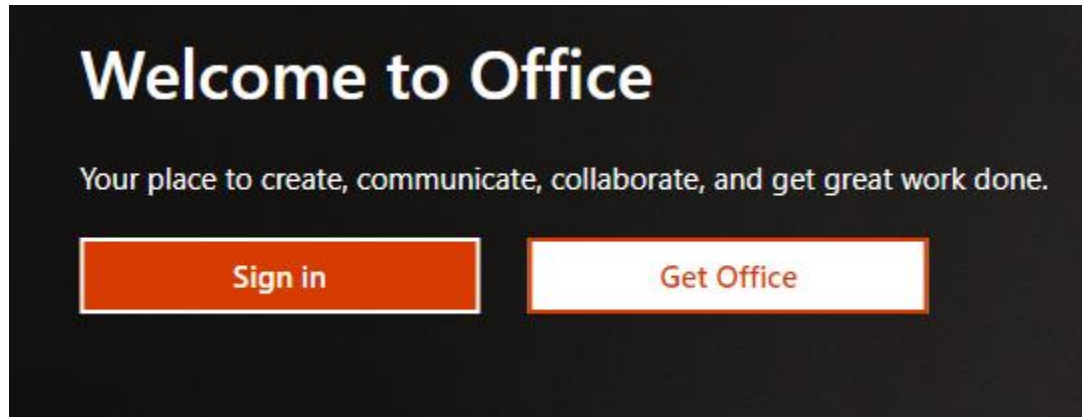 Welcome to Office
Your place to create, communicate, collaborate, and get great work done.
Sign in
Get Office